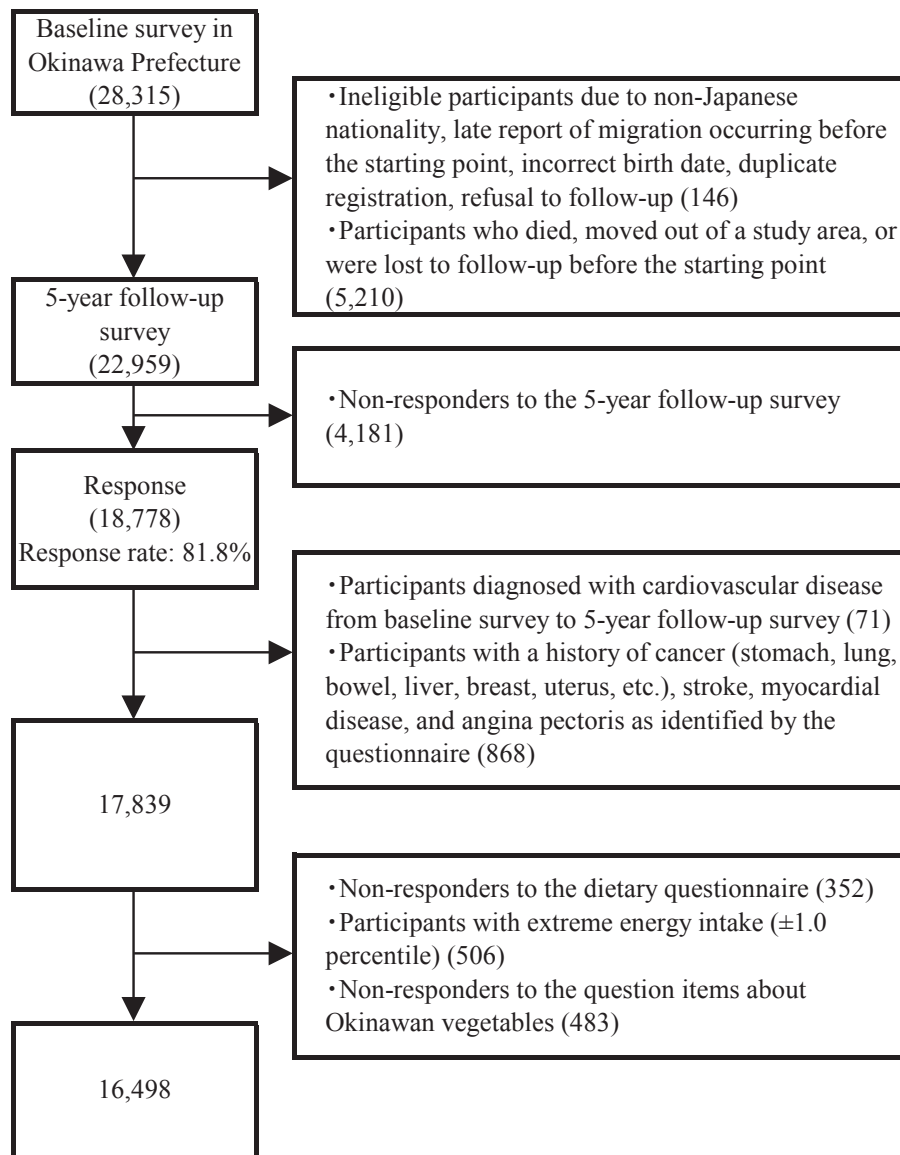 Baseline survey in
Okinawa Prefecture
(28,315)
・Ineligible participants due to non-Japanese
nationality, late report of migration occurring before
the starting point, incorrect birth date, duplicate
registration, refusal to follow-up (146)
・Participants who died, moved out of a study area, or
were lost to follow-up before the starting point
(5,210)
5-year follow-up
survey
(22,959)
・Non-responders to the 5-year follow-up survey
(4,181)
Response
(18,778)
Response rate: 81.8%
・Participants diagnosed with cardiovascular disease
from baseline survey to 5-year follow-up survey (71)
・Participants with a history of cancer (stomach, lung,
bowel, liver, breast, uterus, etc.), stroke, myocardial
disease, and angina pectoris as identified by the
questionnaire (868)
17,839
・Non-responders to the dietary questionnaire (352)
・Participants with extreme energy intake (±1.0
percentile) (506)
・Non-responders to the question items about
Okinawan vegetables (483)
16,498